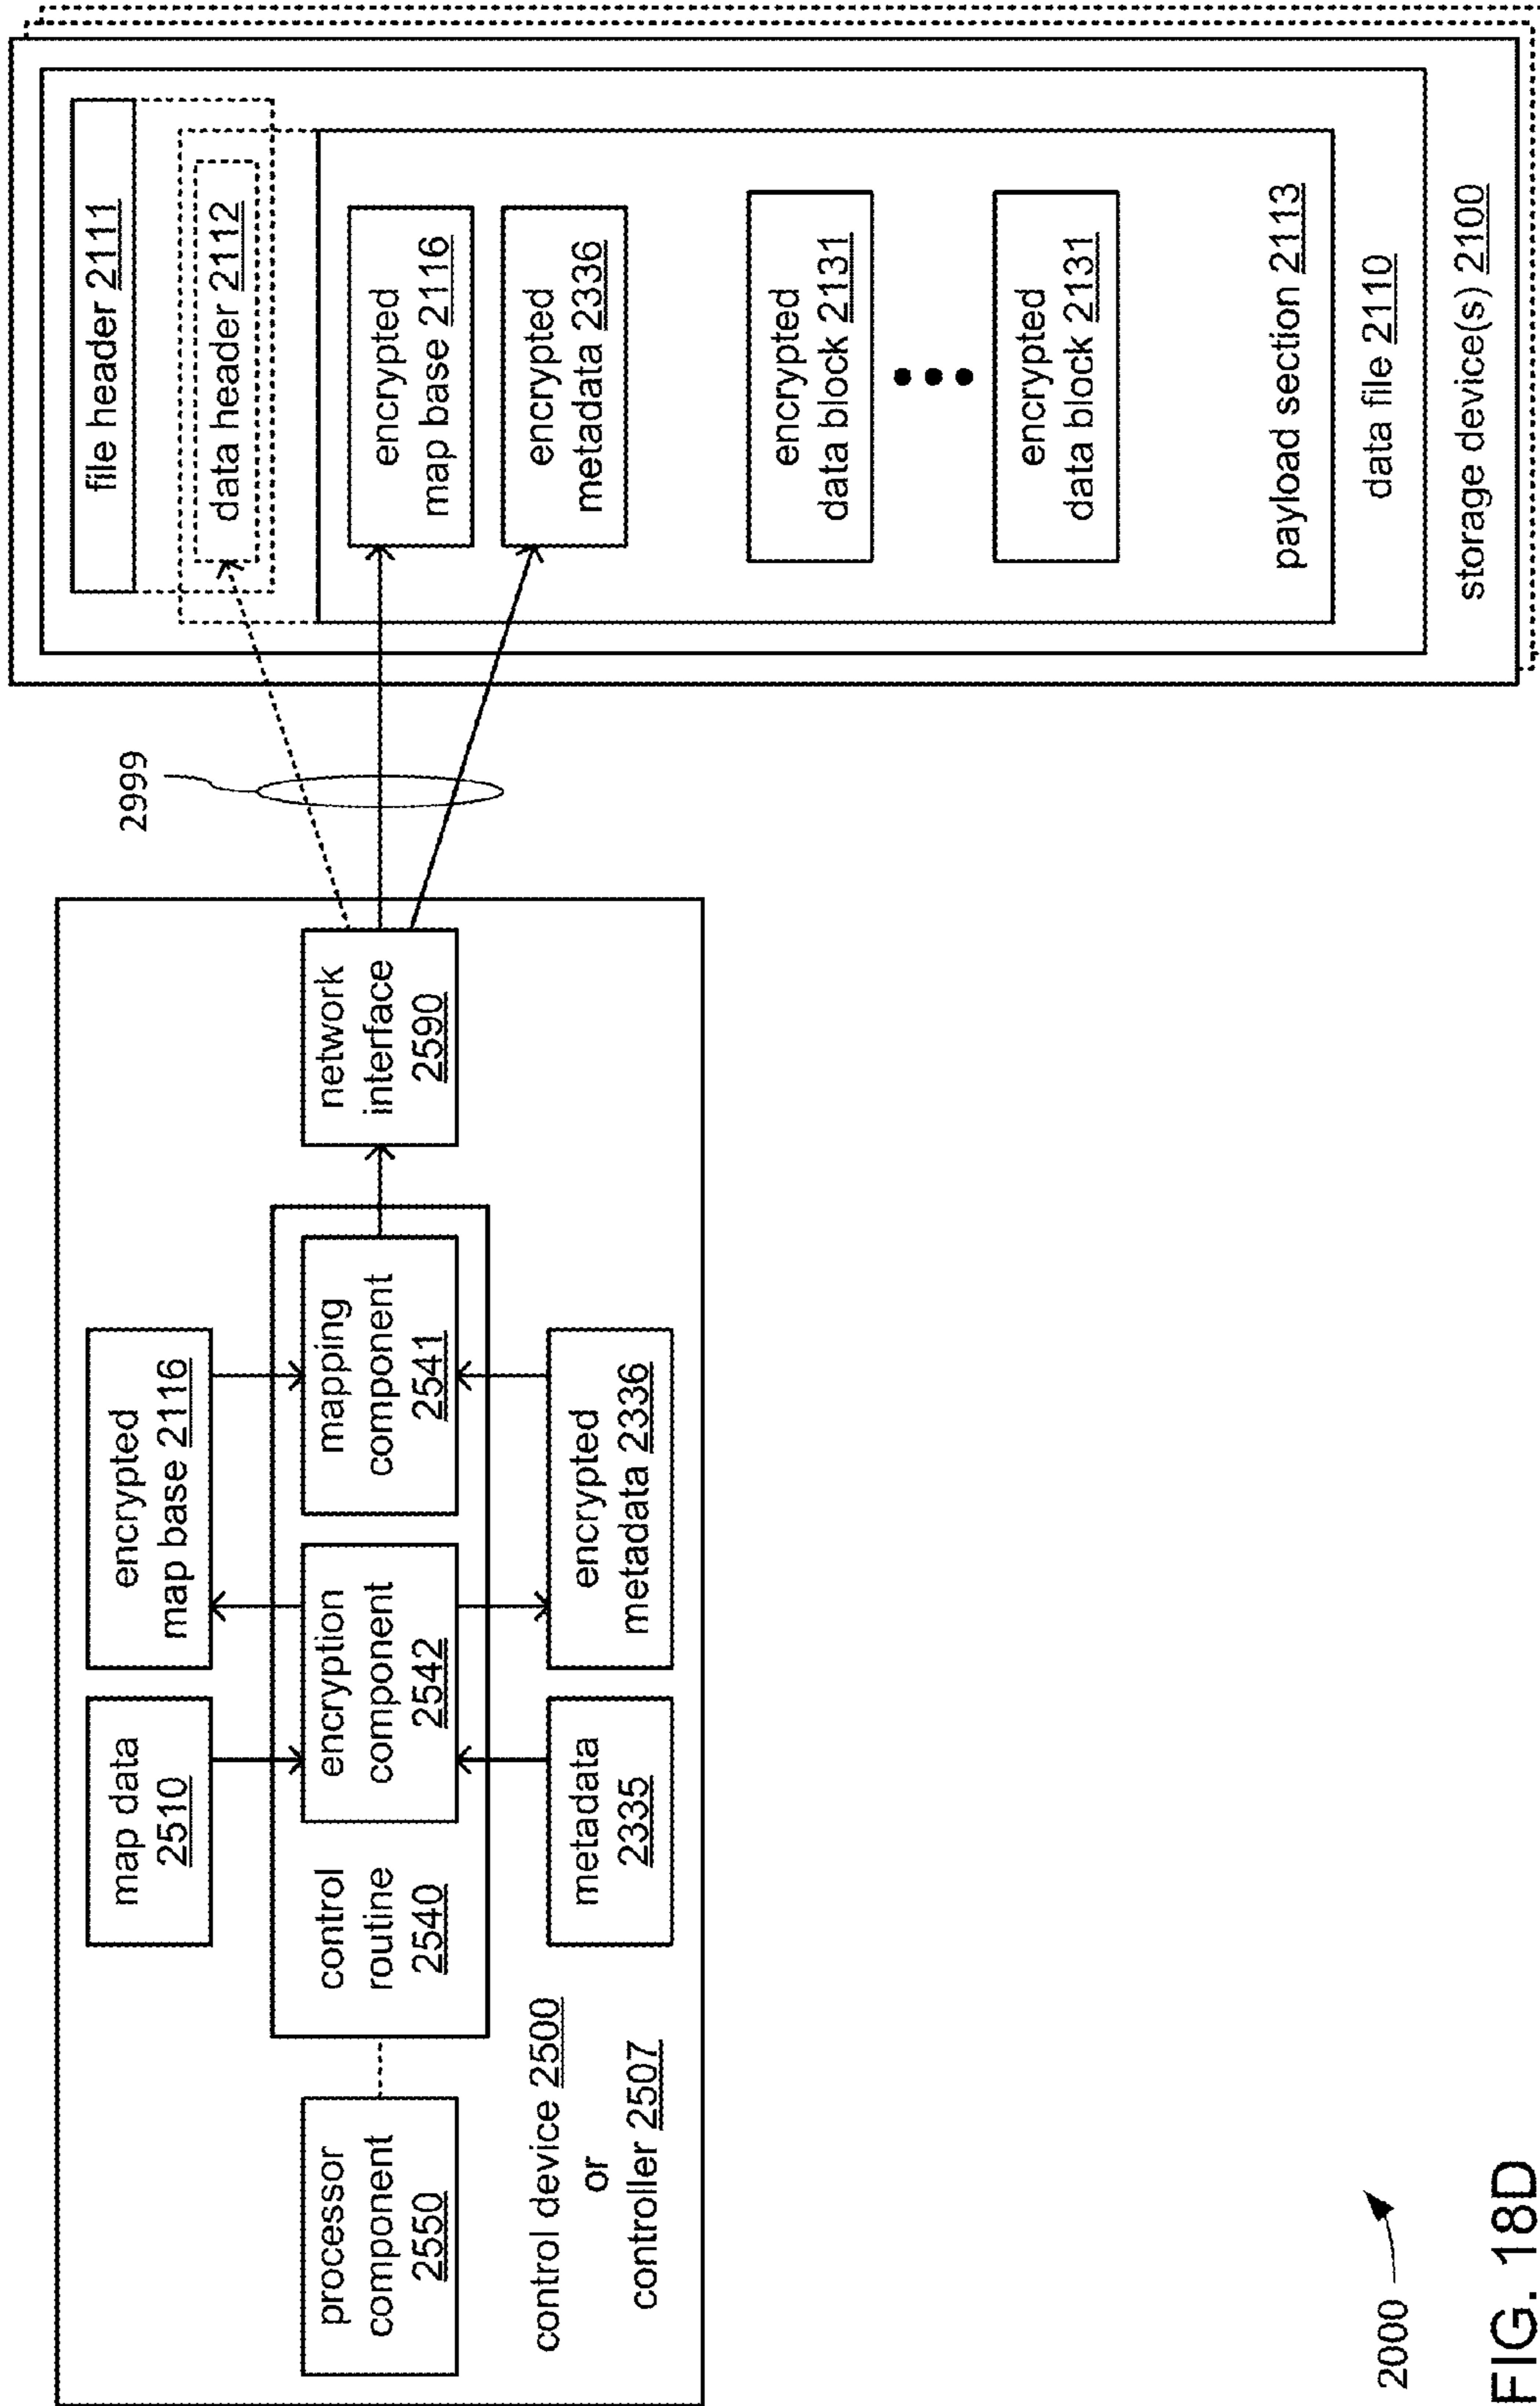 processor
component
2550
control device 2500
or
controller 2507
control
routine
2540
map data
2510
metadata
2335
encryption
component
2542
encrypted
map base 2116
encrypted
metadata 2336
mapping
component
2541
network
interface
2590
2999
file header 2111
data header 2112
encrypted
map base 2116
encrypted
metadata 2336
encrypted
data block 2131
encrypted
data block 2131
payload section 2113
data file 2110
storage device(s) 2100
2000
FIG. 18D